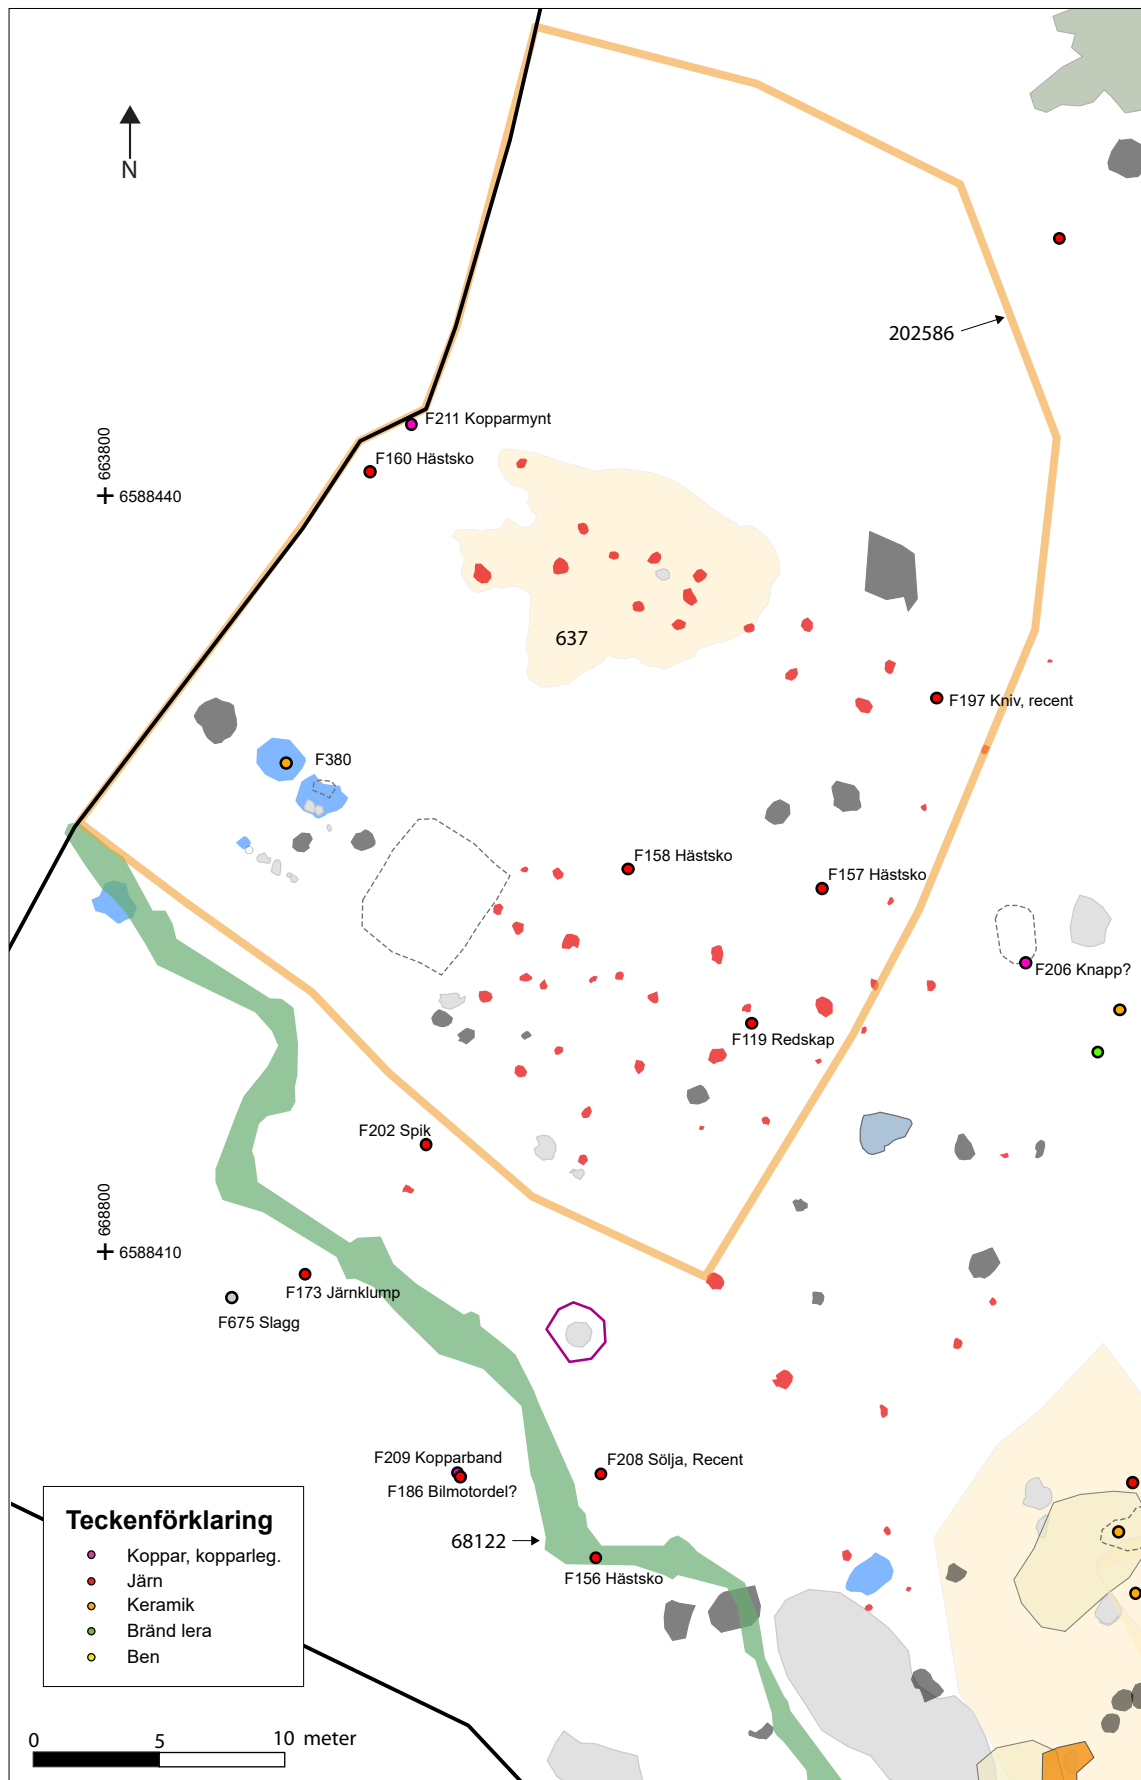 N
202586
F211 Kopparmynt
F160 Hästsko
663800
6588440
637
F197 Kniv, recent
F380
F158 Hästsko
F157 Hästsko
F206 Knapp?
F119 Redskap
F202 Spik
668800
6588410
F173 Järnklump
F675 Slagg
F209 Kopparband
F208 Sölja, Recent
F186 Bilmotordel?
68122
F156 Hästsko
Teckenförklaring
Koppar, kopparleg.
Järn
Keramik
Bränd lera
Ben
0 5 10 meter